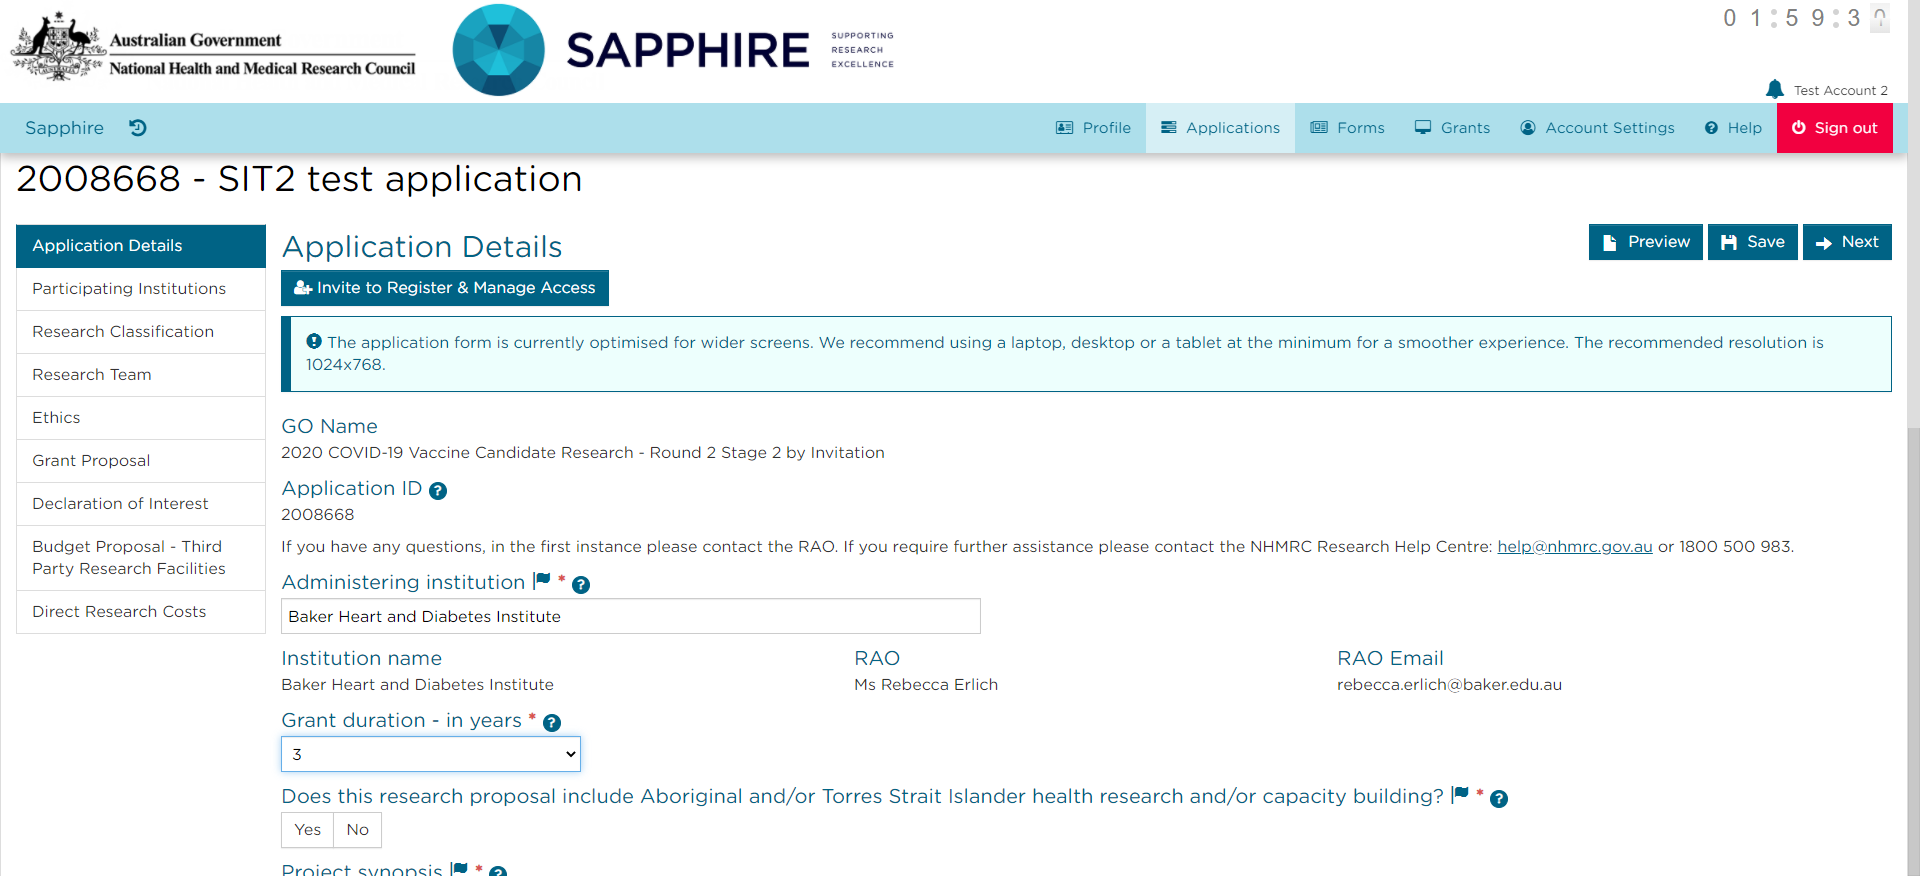 Australian Government
National Health and Medical Research Council
SAPPHIRE
SUPPORTING
RESEARCH
EXCELLENCE
01:59:30
Test Account 2
Sapphire
Profile
Applications
Forms
Grants
Account Settings
Help
Sign out
2008668 - SIT2 test application
Application Details
Participating Institutions
Research Classification
Research Team
Ethics
Grant Proposal
Declaration of Interest
Budget Proposal - Third
Party Research Facilities
Direct Research Costs
Application Details
Preview
Save
Next
Invite to Register & Manage Access
The application form is currently optimised for wider screens. We recommend using a laptop, desktop or a tablet at the minimum for a smoother experience. The recommended resolution is
1024x768.
GO Name
2020 COVID-19 Vaccine Candidate Research - Round 2 Stage 2 by Invitation
Application ID
2008668
If you have any questions, in the first instance please contact the RAO. If you require further assistance please contact the NHMRC Research Help Centre: help@nhmrc.gov.au or 1800 500 983.
Administering institution *
Baker Heart and Diabetes Institute
Institution name
Baker Heart and Diabetes Institute
RAO
Ms Rebecca Erlich
RAO Email
rebecca.erlich@baker.edu.au
Grant duration - in years *
3
Does this research proposal include Aboriginal and/or Torres Strait Islander health research and/or capacity building? *
Yes
No
Project synopsis *